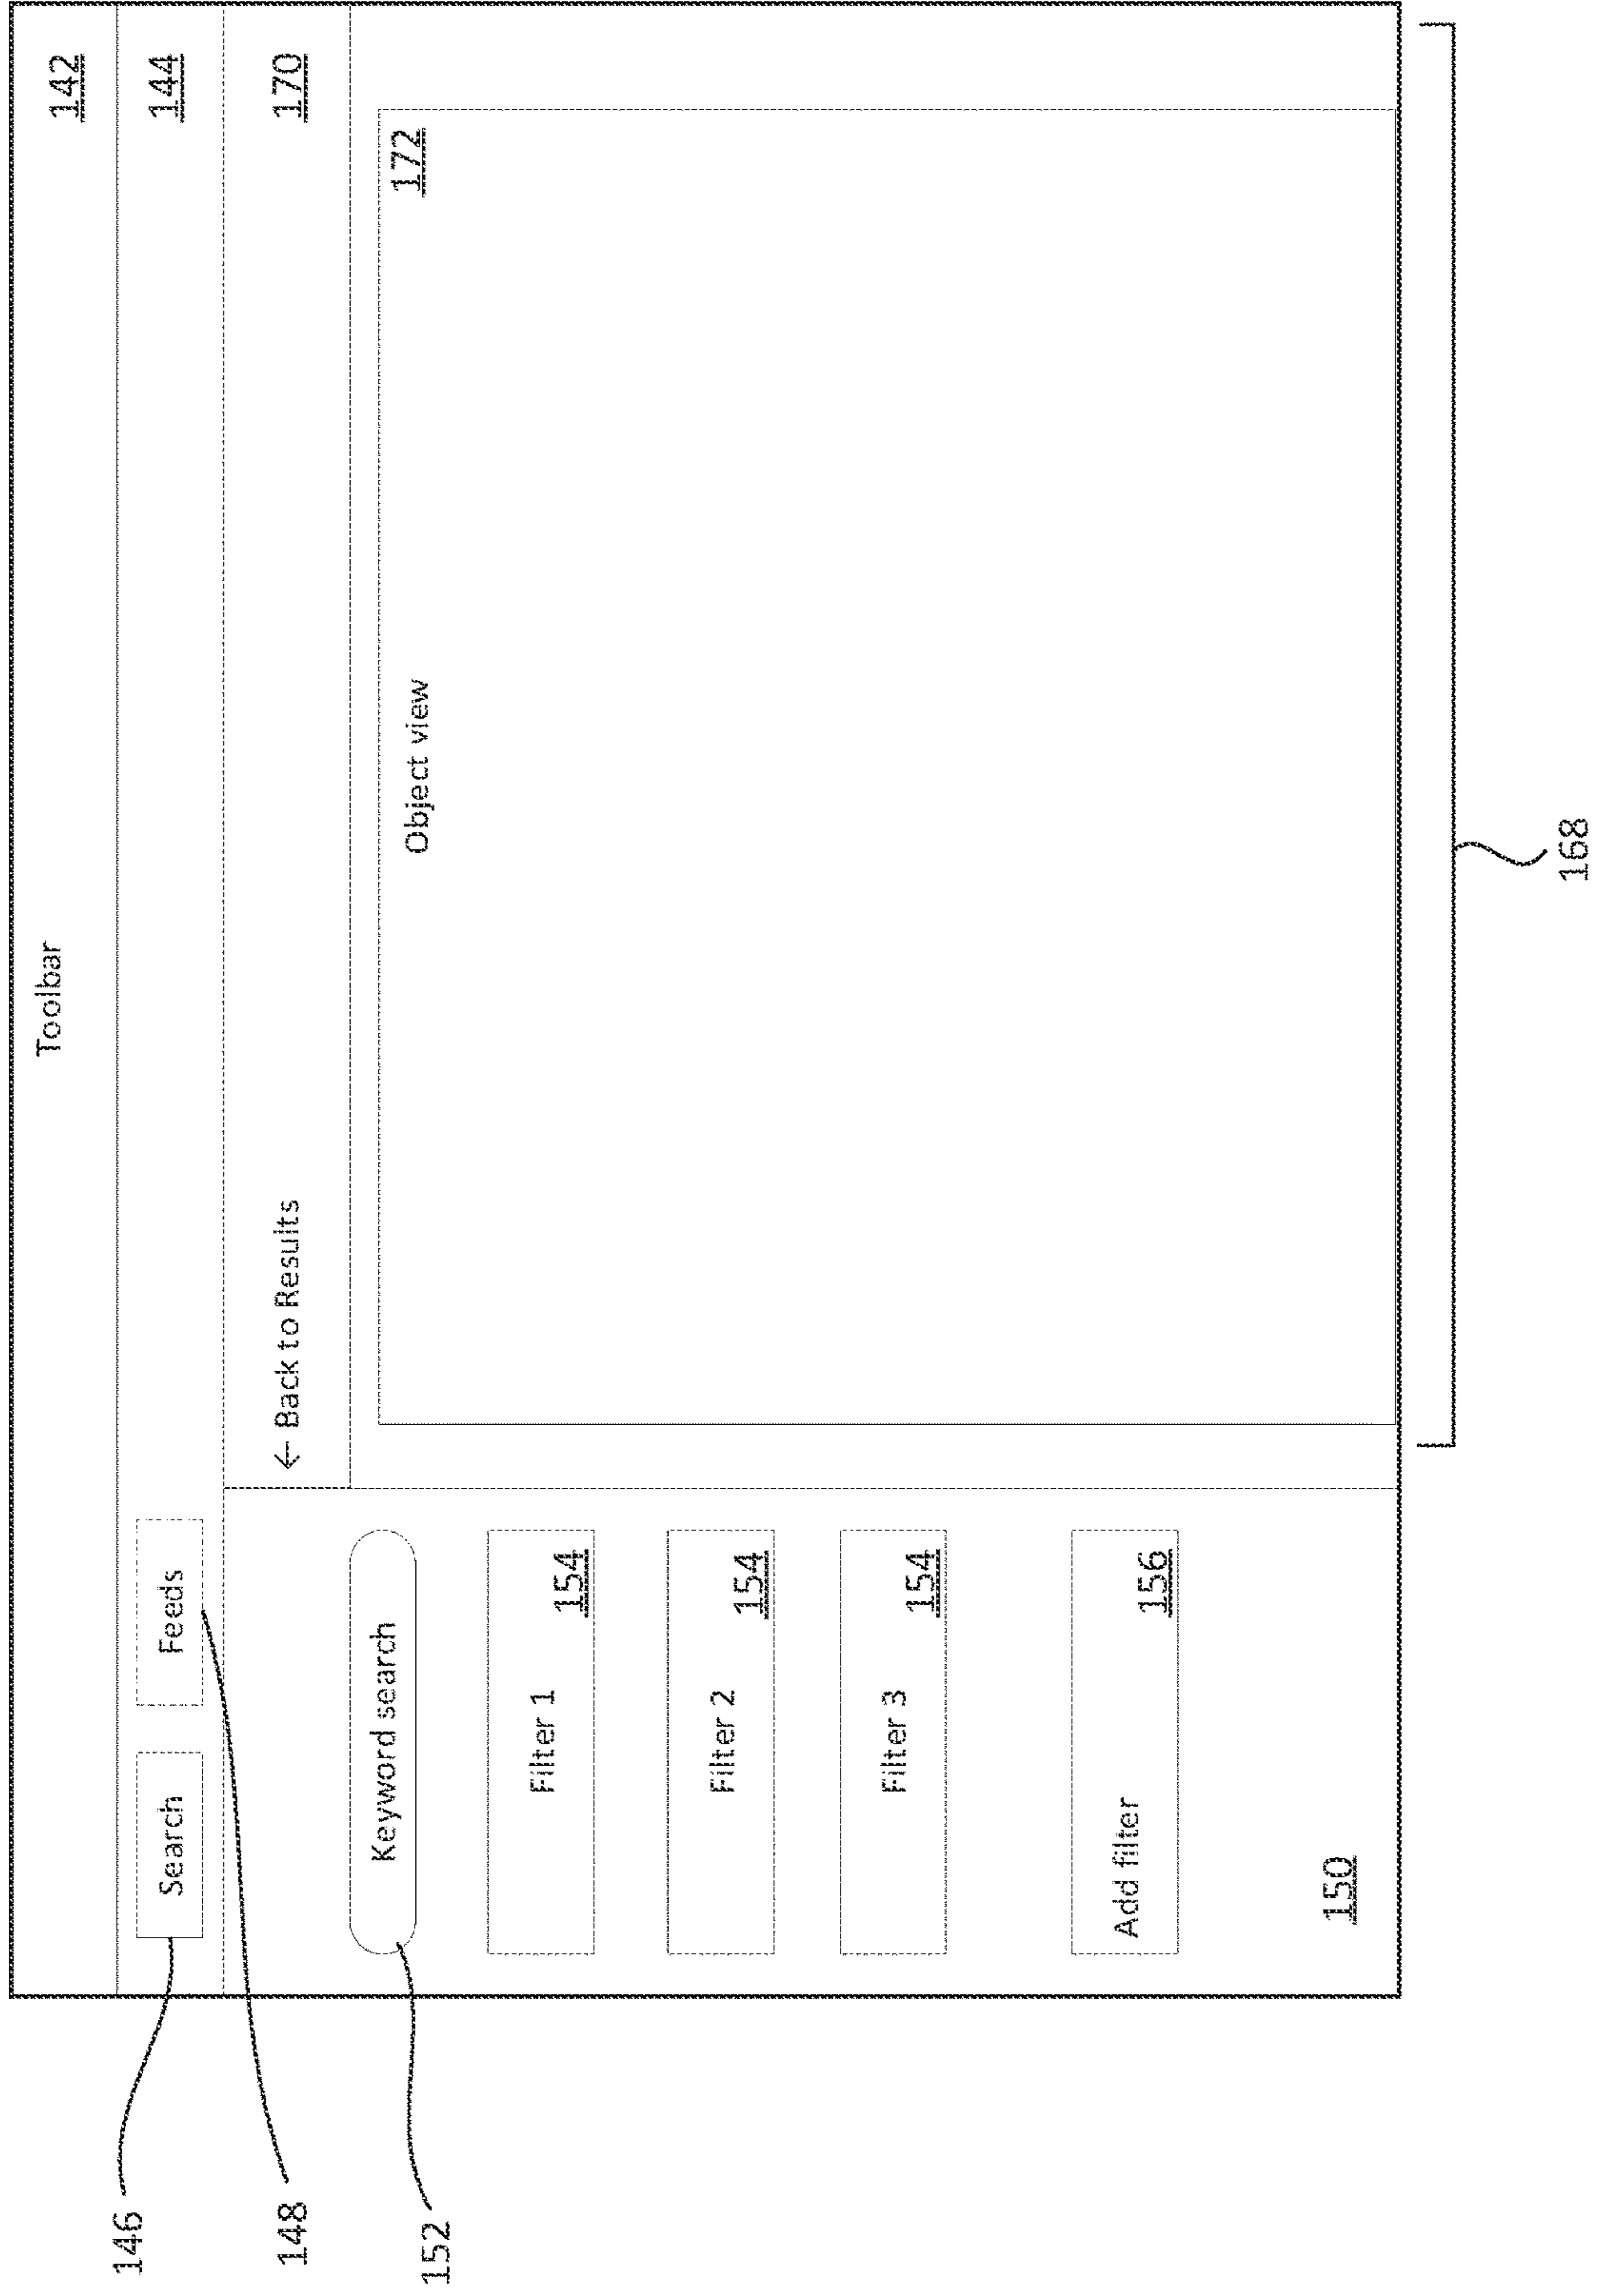 Toolbar
142
146
Search
Feeds
144
148
← Back to Results
170
152
Keyword search
Object view
172
Filter 1
154
Filter 2
154
Filter 3
154
Add filter
156
150
168